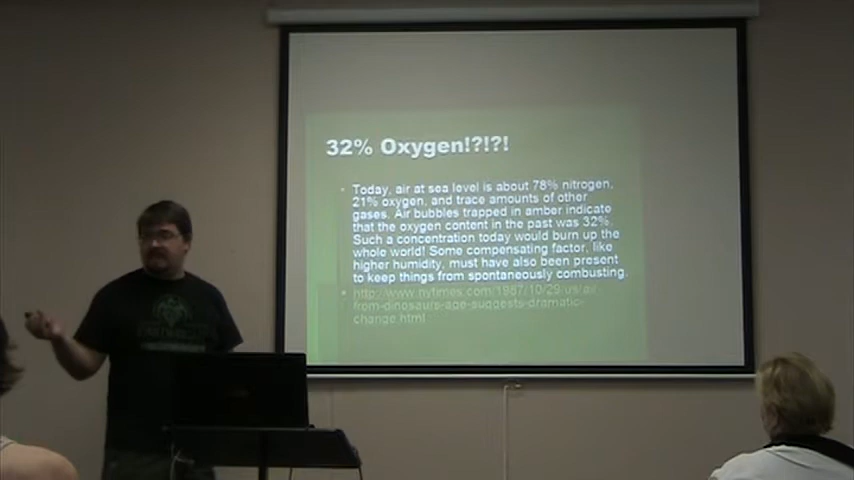 32% Oxygen!?!?!
Today, air at sea level is about 78% nitrogen,
21% oxygen, and trace amounts of other
gases. Air bubbles trapped in amber indicate
that the oxygen content in the past was 32%.
Such a concentration today would burn up the
whole world! Some compensating factor, like
higher humidity, must have also been present
to keep things from spontaneously combusting.
http://www.nytimes.com/1987/10/29/us/air-
from-dinosaurs-age-suggests-dramatic-
change.html